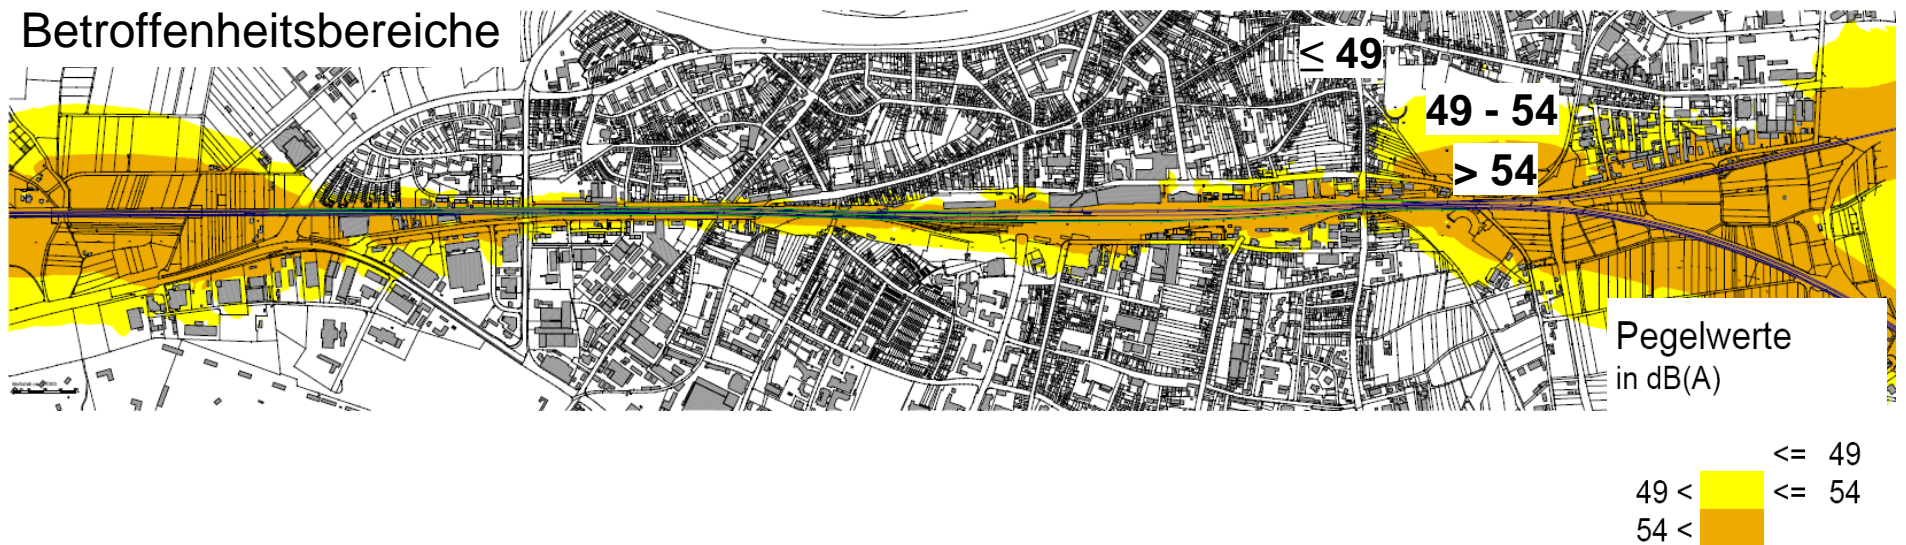 Betroffenheitsbereiche
≤ 49
49 - 54
> 54
Pegelwerte
in dB(A)
<= 49
49 < <= 54
54 <